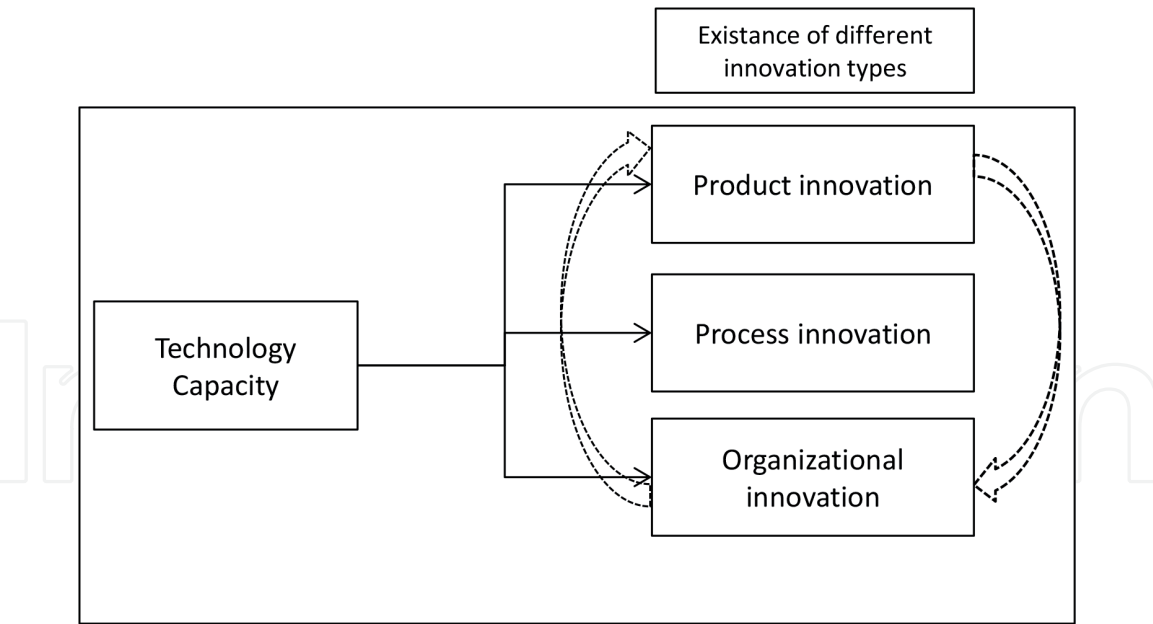 Existance of different
innovation types
Product innovation
Technology
Capacity
Process innovation
Organizational
innovation